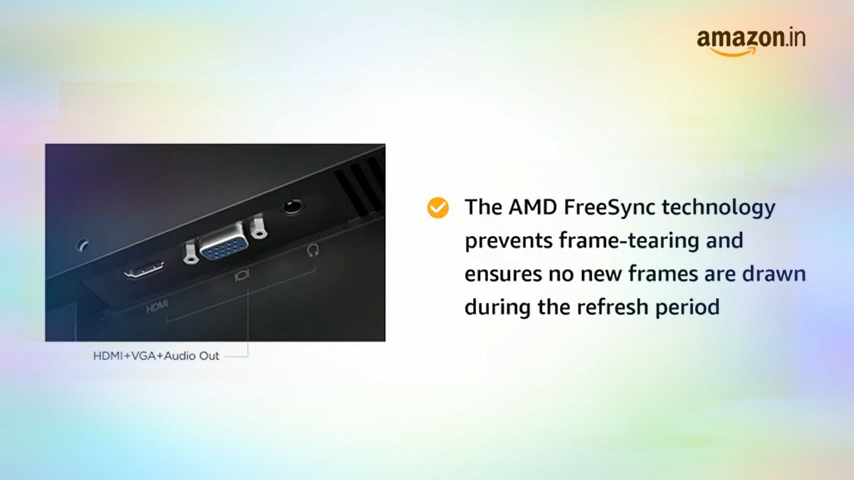 amazon.in
The AMD FreeSync technology
prevents frame-tearing and
ensures no new frames are drawn
during the refresh period
HDMI
HDMI+VGA+Audio Out